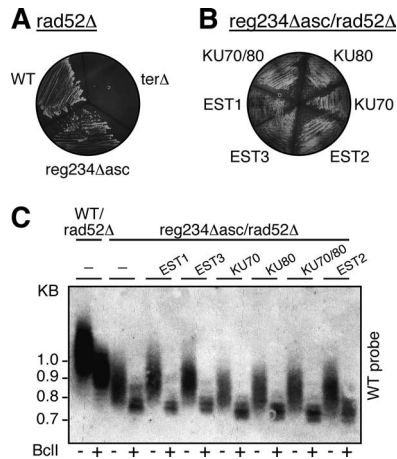 A rad52Δ
WT
terΔ
reg234Δasc
B reg234Δasc/rad52Δ
KU70/80
KU80
EST1
KU70
EST3
EST2
C
WT/
rad52Δ
reg234Δasc/rad52Δ
– – EST1 EST3 KU70 KU80 KU70/80 EST2
KB
1.0
0.9
0.8
0.7
WT probe
BclI - + - + - + - + - + - + - + - +